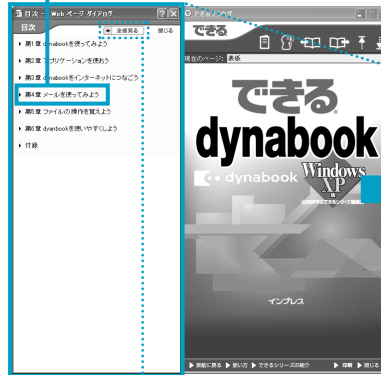 目次 - Web ページ ダイアログ
目次
全部見る
閉じる
第1章 dynabookを使ってみよう
第2章 アプリケーションを使おう
第3章 dynabookをインターネットにつなごう
第4章 メールを使ってみよう
第5章 ファイルの操作を覚えよう
第6章 dyanbookを使いやすくしよう
付録
できる
現在のページ: 表紙
できる
dynabook
dynabook
Windows
XP
版
インプレス
表紙に戻る
使い方
できるシリーズの紹介
印刷
閉じる